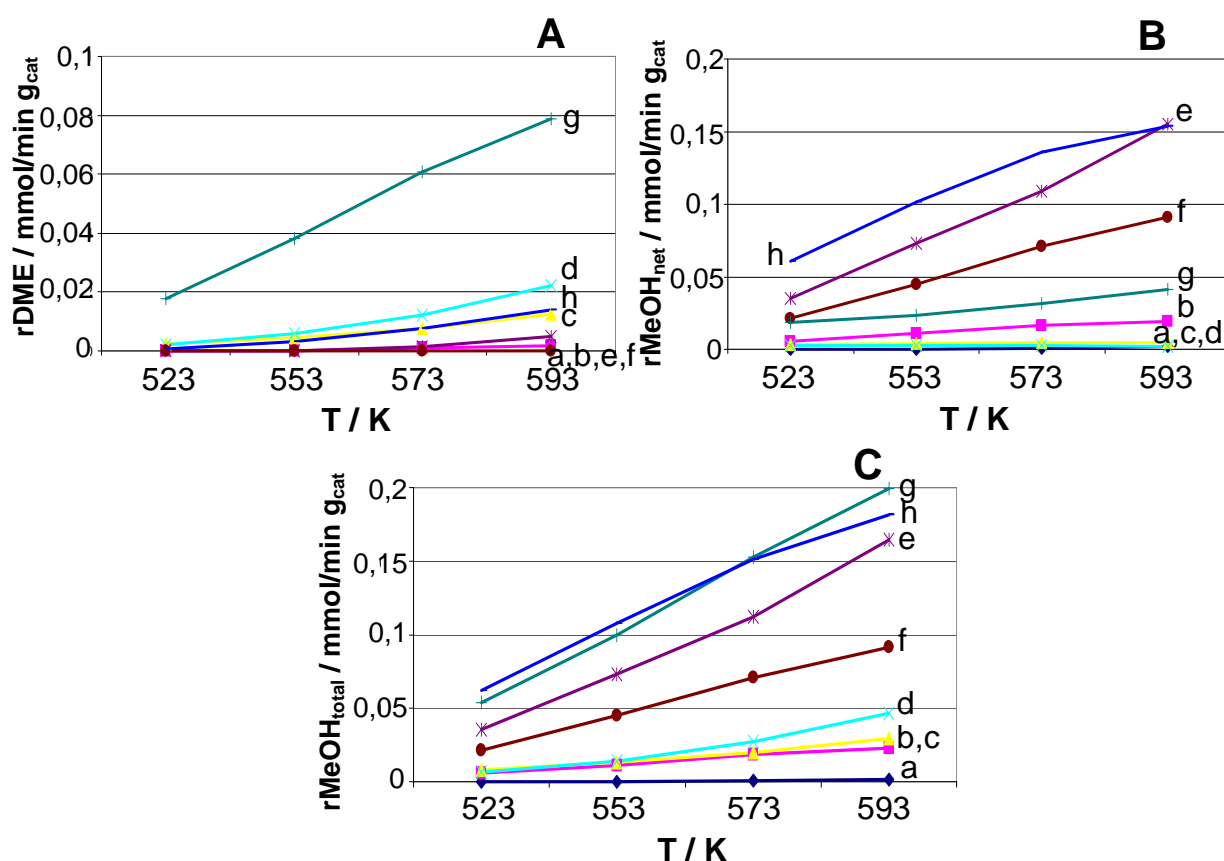 A
rDME / mmol/min gcat
0,1
0,08
0,06
0,04
0,02
0
g
d
h
c
a,b,e,f
523 553 573 593
T / K
B
rMeOHnet / mmol/min gcat
0,2
0,15
0,1
0,05
0
h
e
f
g
b
a,c,d
523 553 573 593
T / K
C
rMeOHtotal / mmol/min gcat
0,2
0,15
0,1
0,05
0
g
h
e
f
d
b,c
a
523 553 573 593
T / K